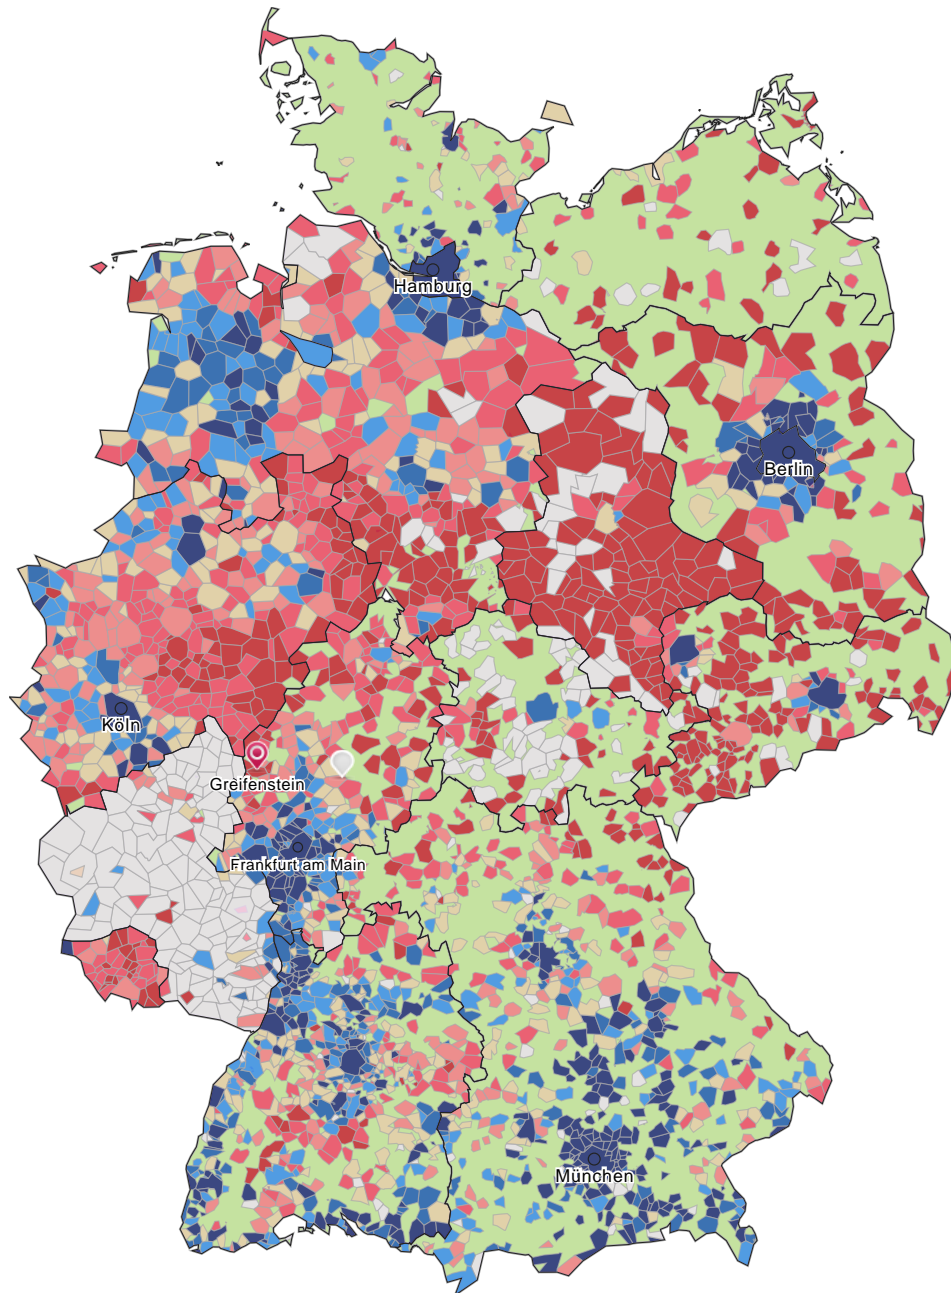 Hamburg
Berlin
Köln
Greifenstein
Frankfurt am Main
München